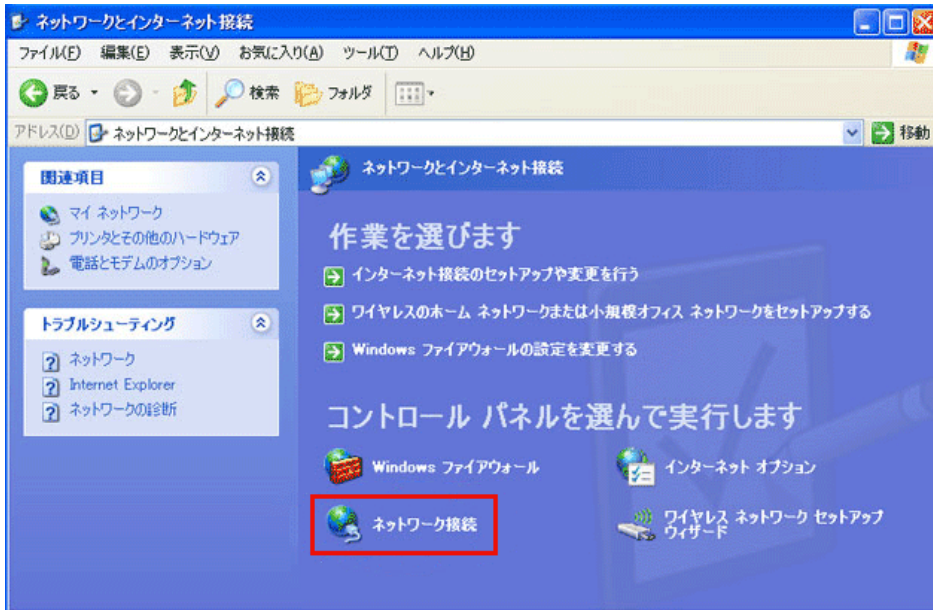 ネットワークとインターネット接続
ファイル(F) 編集(E) 表示(V) お気に入り(A) ツール(T) ヘルプ(H)
戻る 検索 フォルダ
アドレス(D) ネットワークとインターネット接続 移動
関連項目
マイ ネットワーク
プリンタとその他のハードウェア
電話とモデムのオプション
トラブルシューティング
ネットワーク
Internet Explorer
ネットワークの診断
ネットワークとインターネット接続
作業を選びます
インターネット接続のセットアップや変更を行う
ワイヤレスのホーム ネットワークまたは小規模オフィス ネットワークをセットアップする
Windows ファイアウォールの設定を変更する
コントロール パネルを選んで実行します
Windows ファイアウォール
インターネット オプション
ネットワーク接続
ワイヤレス ネットワーク セットアップ
ウィザード